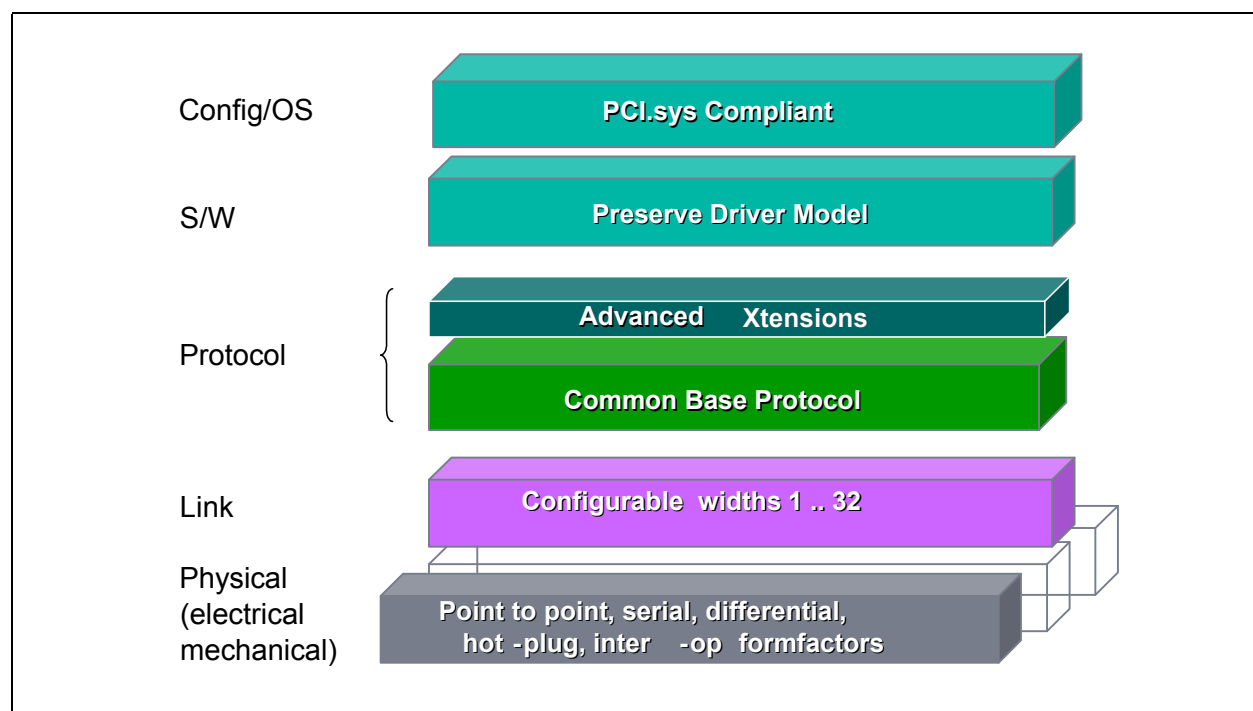 Config/OS
PCI.sys Compliant
S/W
Preserve Driver Model
Advanced Xtensions
Protocol
Common Base Protocol
Link
Configurable widths 1 .. 32
Physical
(electrical
mechanical)
Point to point, serial, differential,
hot -plug, inter -op formfactors